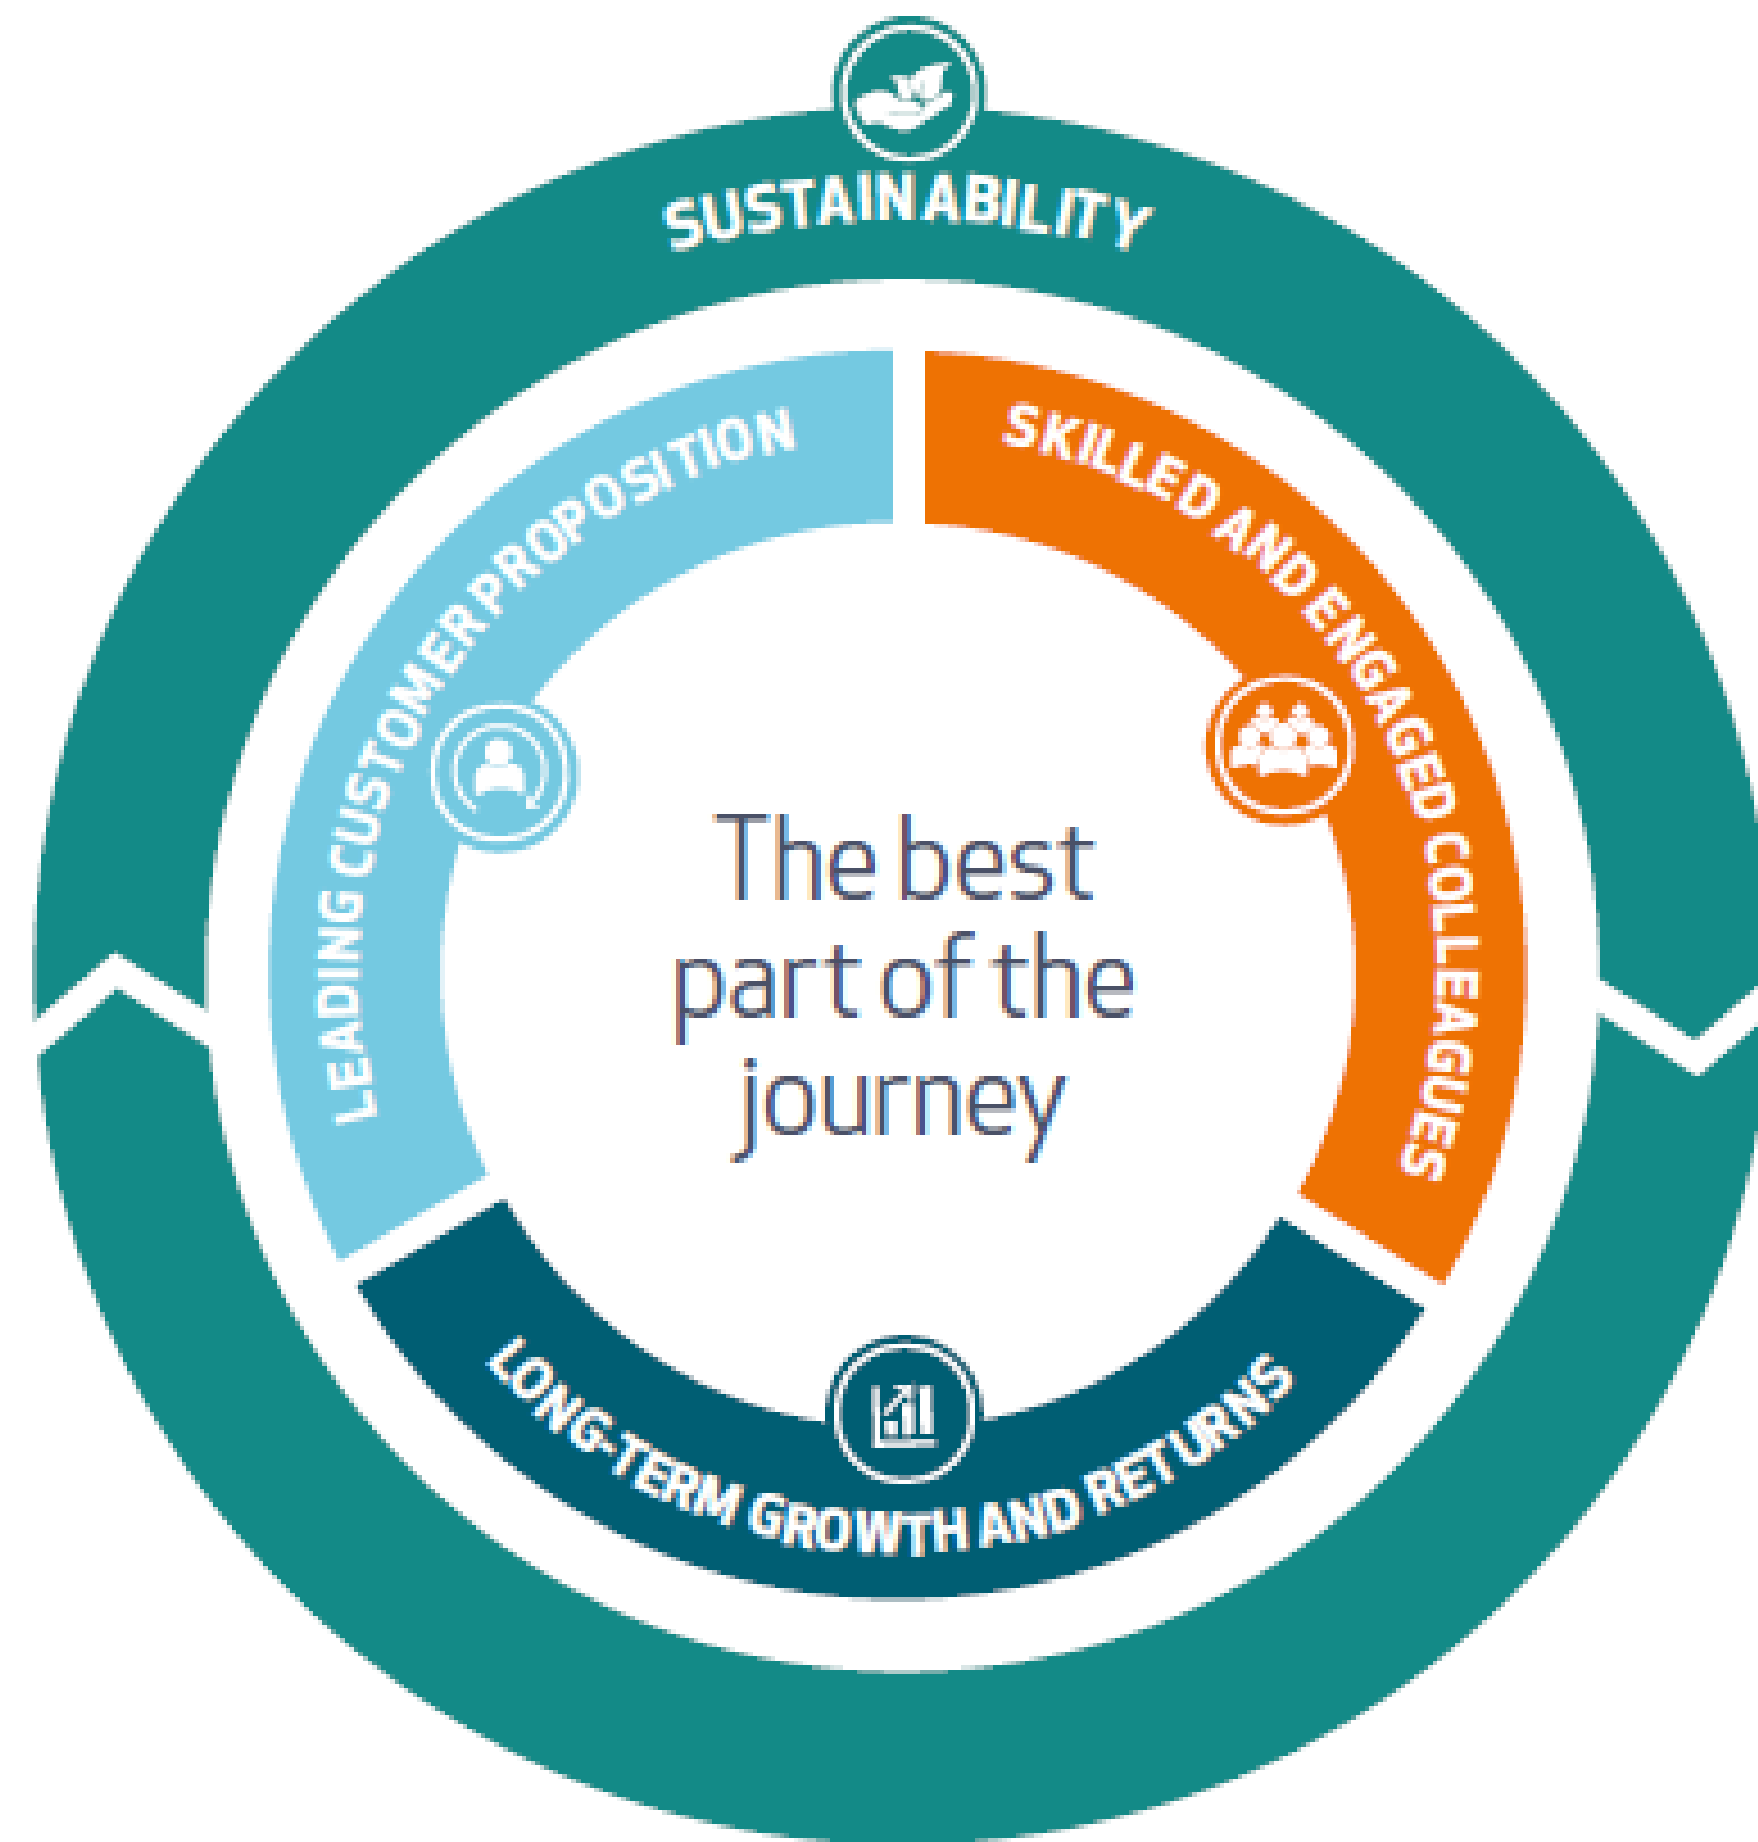 SUSTAINABILITY
LEADING CUSTOMER PROPOSITION
SKILLED AND ENGAGED COLLEAGUES
The best
part of the
journey
LONG-TERM GROWTH AND RETURNS